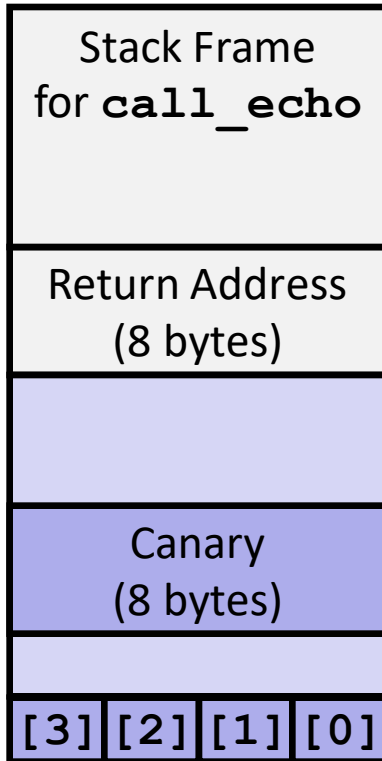 Stack Frame
for call_echo
Return Address
(8 bytes)
Canary
(8 bytes)
[3] [2] [1] [0]